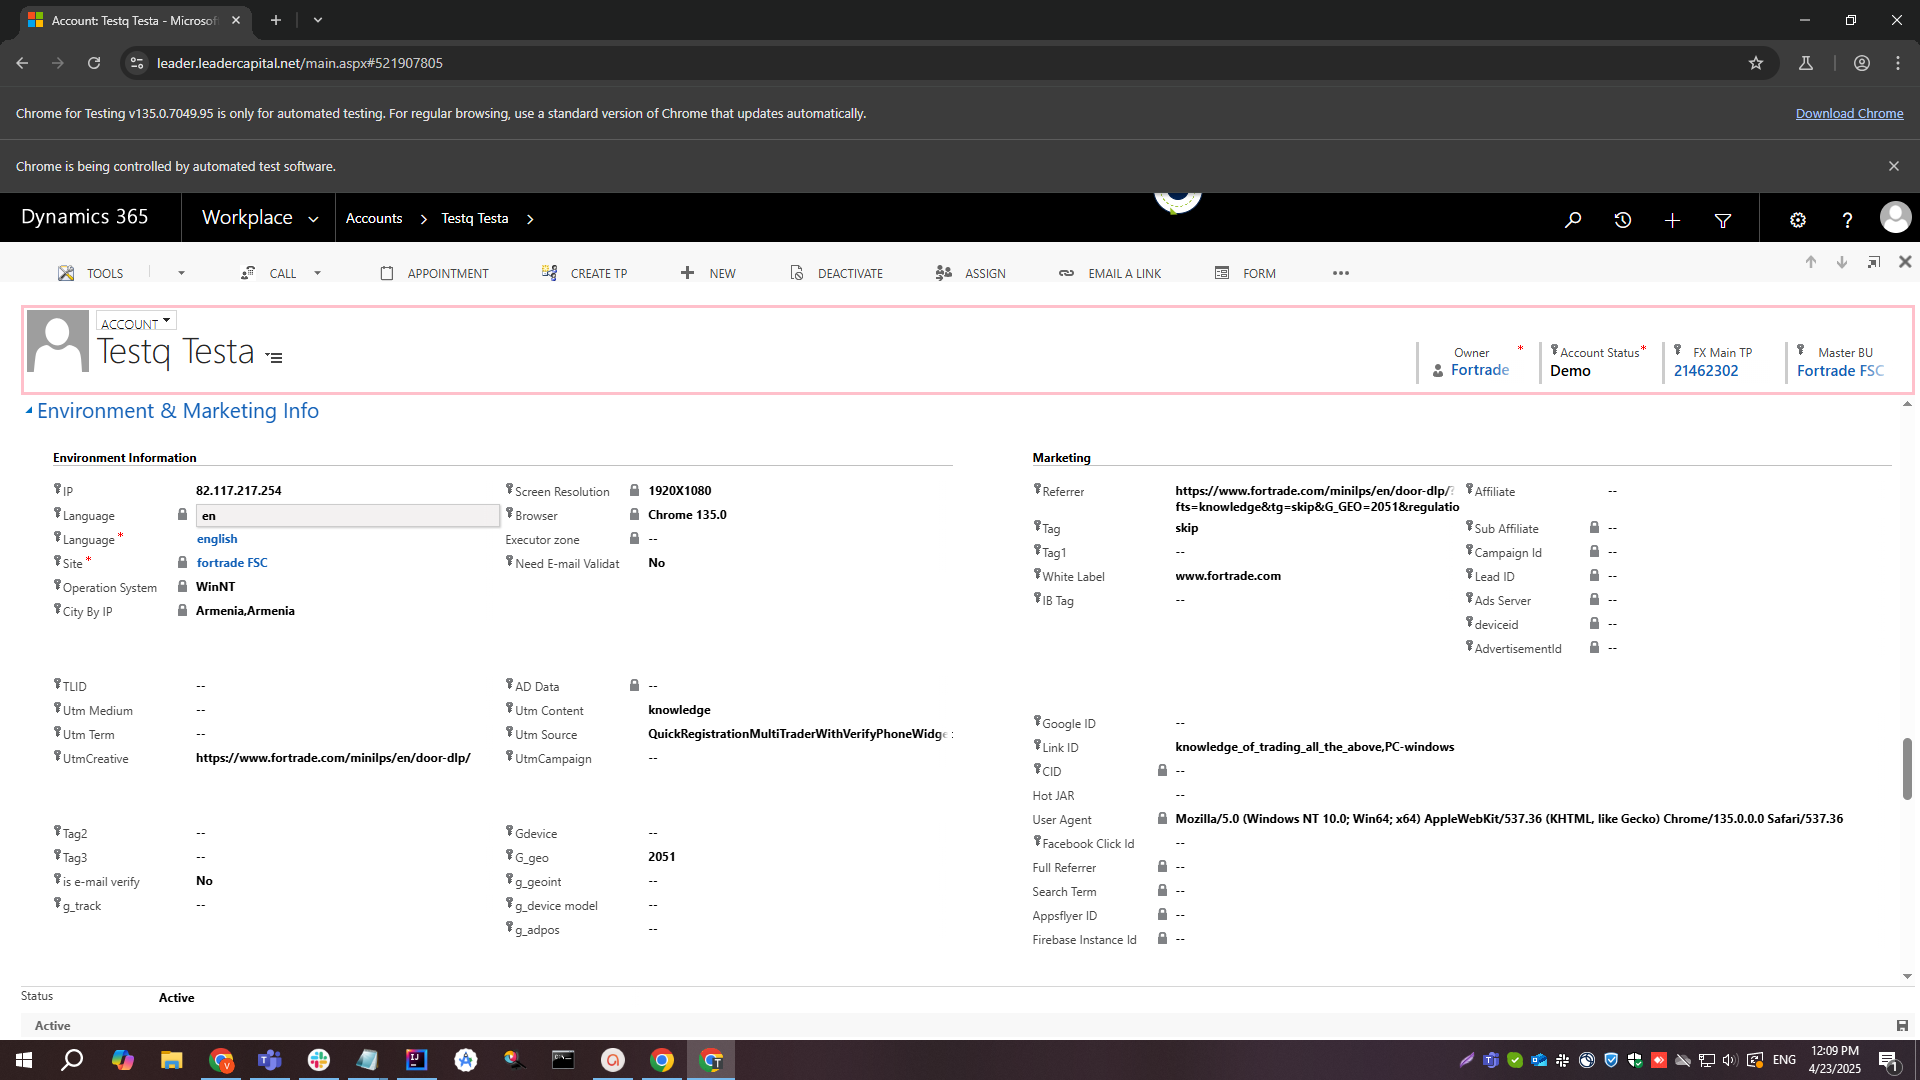 Account: Testq Testa - Microsof
leader.leadercapital.net/main.aspx#521907805
Chrome for Testing v135.0.7049.95 is only for automated testing. For regular browsing, use a standard version of Chrome that updates automatically.
Download Chrome
Chrome is being controlled by automated test software.
Dynamics 365
Workplace
Accounts
Testq Testa
TOOLS
CALL
APPOINTMENT
CREATE TP
NEW
DEACTIVATE
ASSIGN
EMAIL A LINK
FORM
ACCOUNT
Testq Testa
Owner *
Fortrade
Account Status*
Demo
FX Main TP
21462302
Master BU
Fortrade FSC
Environment & Marketing Info
Environment Information
IP 82.117.217.254
Language en
Language* english
Site* fortrade FSC
Operation System WinNT
City By IP Armenia,Armenia
Screen Resolution 1920X1080
Browser Chrome 135.0
Executor zone --
Need E-mail Validat No
TLID --
Utm Medium --
Utm Term --
UtmCreative https://www.fortrade.com/minilps/en/door-dlp/
AD Data --
Utm Content knowledge
Utm Source QuickRegistrationMultiTraderWithVerifyPhoneWidge
UtmCampaign --
Tag2 --
Tag3 --
is e-mail verify No
g_track --
Gdevice --
G_geo 2051
g_geoint --
g_device model --
g_adpos --
Marketing
Referrer https://www.fortrade.com/minilps/en/door-dlp/?
fts=knowledge&tg=skip&G_GEO=2051&regulatio
Tag skip
Tag1 --
White Label www.fortrade.com
IB Tag --
Affiliate --
Sub Affiliate --
Campaign Id --
Lead ID --
Ads Server --
deviceid --
AdvertisementId --
Google ID --
Link ID knowledge_of_trading_all_the_above,PC-windows
CID --
Hot JAR --
User Agent Mozilla/5.0 (Windows NT 10.0; Win64; x64) AppleWebKit/537.36 (KHTML, like Gecko) Chrome/135.0.0.0 Safari/537.36
Facebook Click Id --
Full Referrer --
Search Term --
Appsflyer ID --
Firebase Instance Id --
Status Active
Active
ENG
12:09 PM
4/23/2025
1